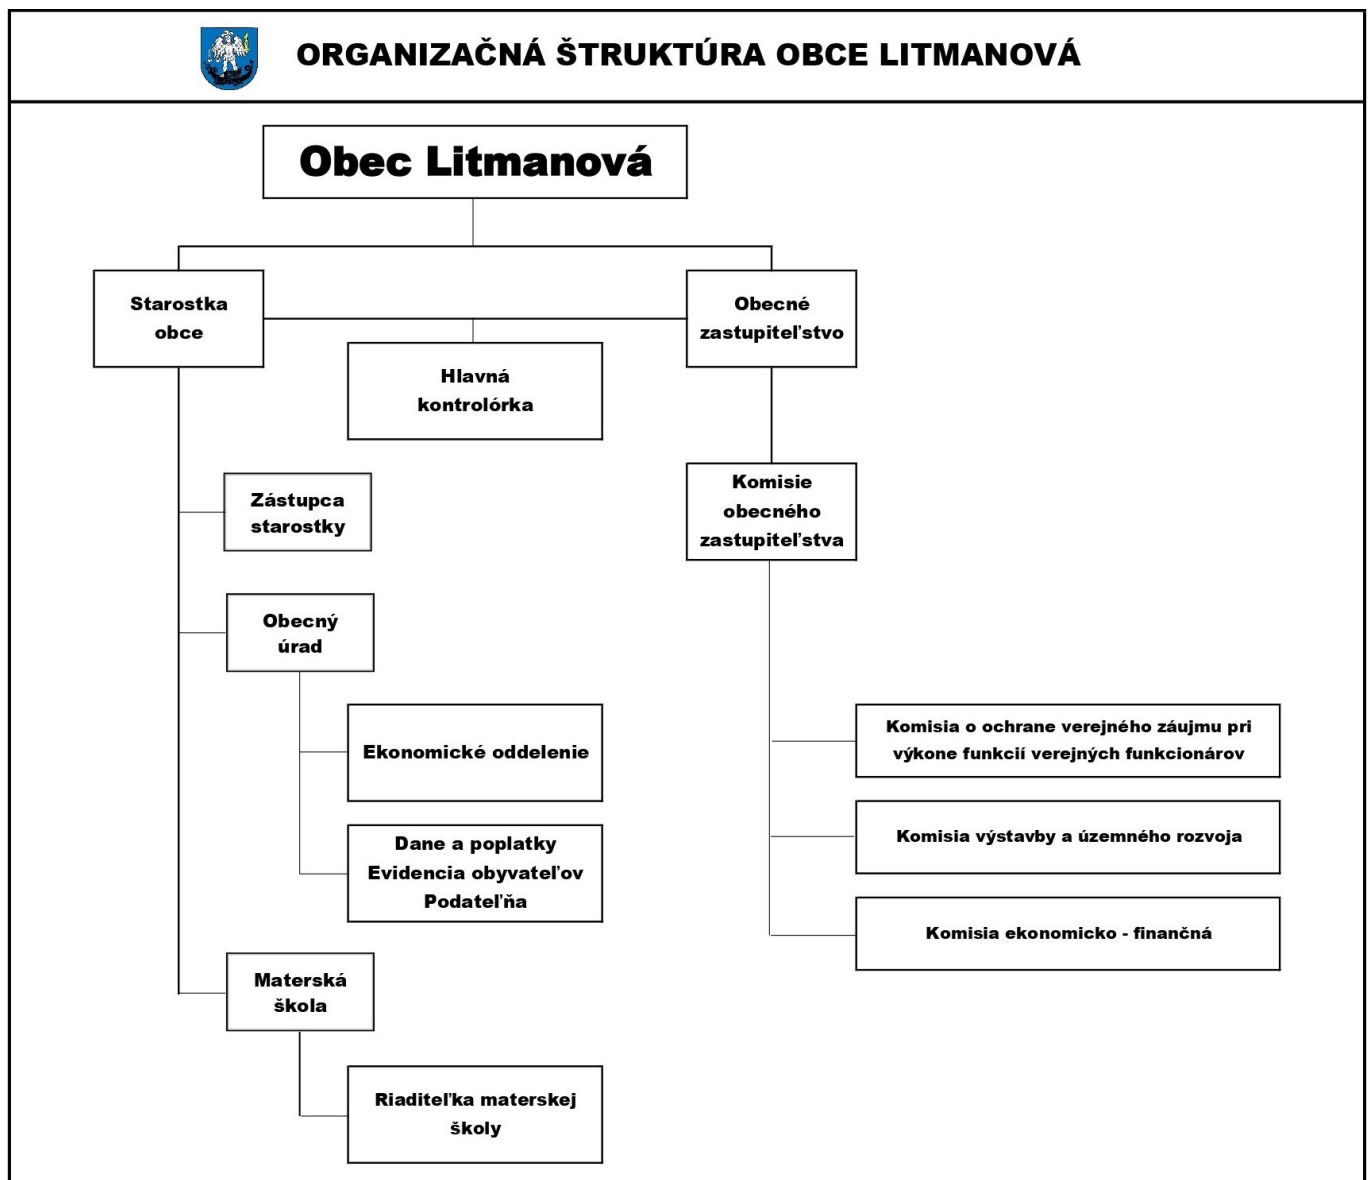 ORGANIZAČNÁ ŠTRUKTÚRA OBCE LITMANOVÁ
Obec Litmanová
Starostka
obce
Obecné
zastupiteľstvo
Hlavná
kontrolórka
Zástupca
starostky
Komisie
obecného
zastupiteľstva
Obecný
úrad
Ekonomické oddelenie
Dane a poplatky
Evidencia obyvateľov
Podateľňa
Materská
škola
Riaditeľka materskej
školy
Komisia o ochrane verejného záujmu pri
výkone funkcií verejných funkcionárov
Komisia výstavby a územného rozvoja
Komisia ekonomicko - finančná